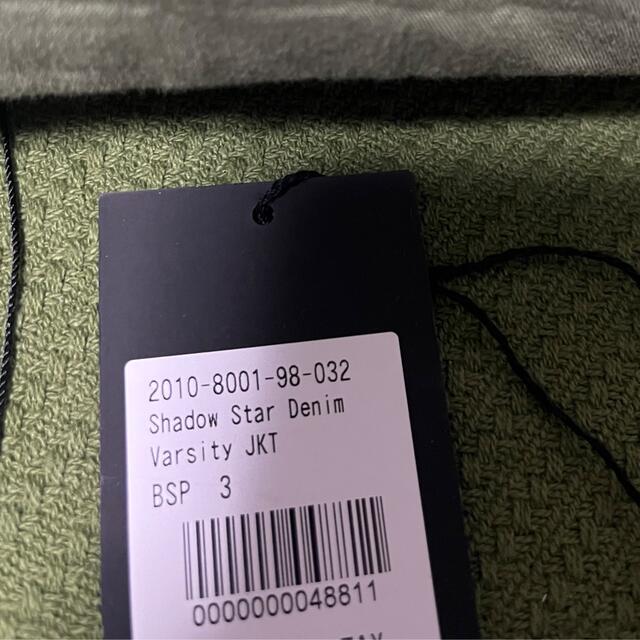 2010-8001-98-032
Shadow Star Denim
Varsity JKT
BSP 3
0000000048811